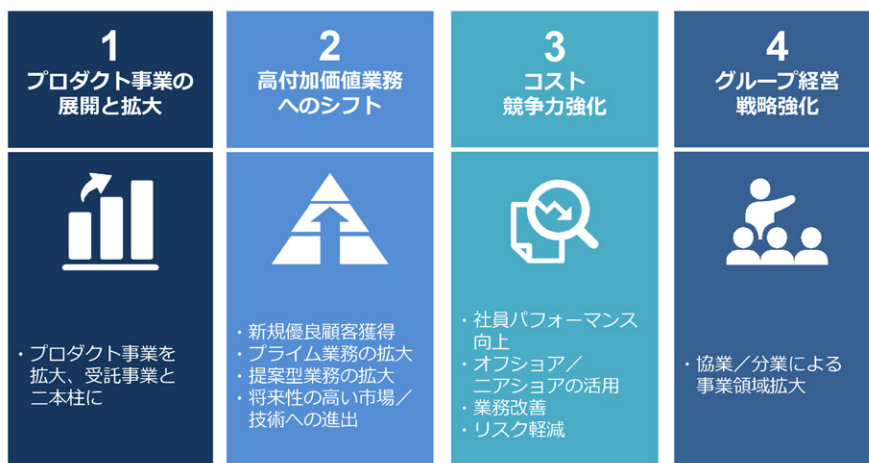 1
プロダクト事業の
展開と拡大
・プロダクト事業を
拡大、受託事業と
二本柱に
2
高付加価値業務
へのシフト
・新規優良顧客獲得
・プライム業務の拡大
・提案型業務の拡大
・将来性の高い市場／
技術への進出
3
コスト
競争力強化
・社員パフォーマンス
向上
・オフショア／
ニアショアの活用
・業務改善
・リスク軽減
4
グループ経営
戦略強化
・協業／分業による
事業領域拡大